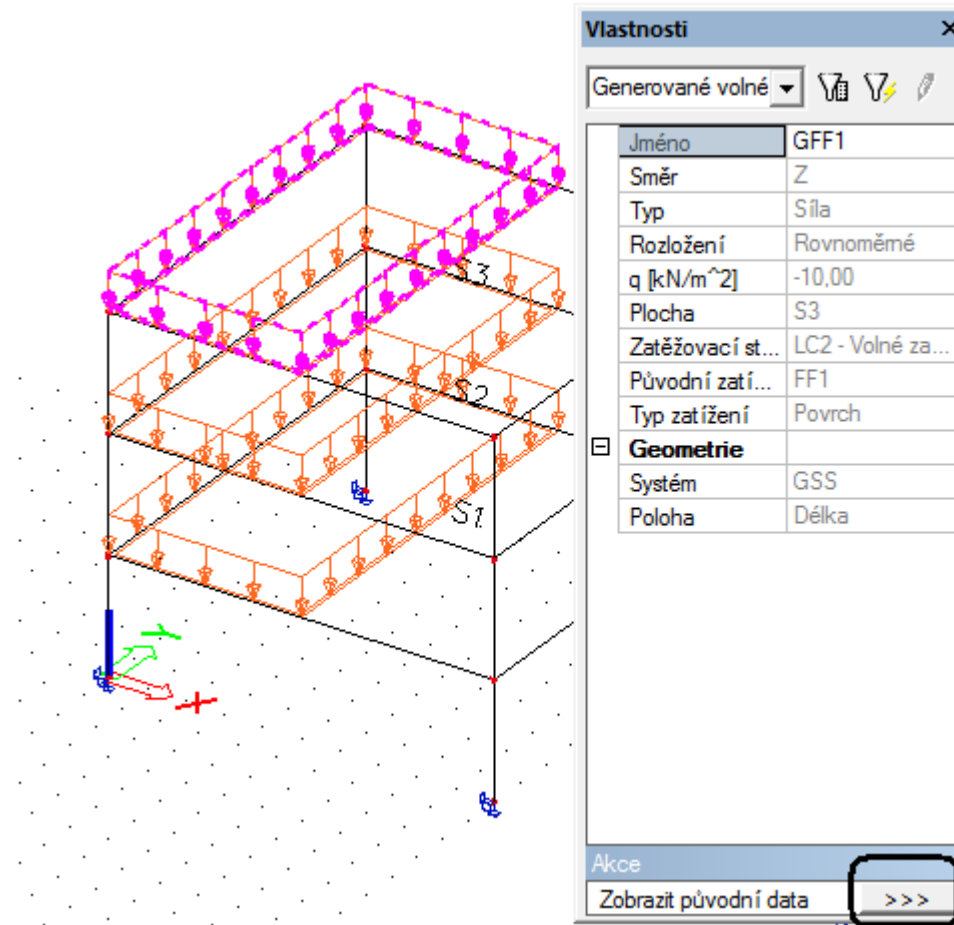 Vlastnosti
Generované volné
Jméno GFF1
Směr Z
Typ Síla
Rozložení Rovnoměrné
q [kN/m^2] -10,00
Plocha S3
Zatěžovací st... LC2 - Volné za...
Původní zatí... FF1
Typ zatížení Povrch
Geometrie
Systém GSS
Poloha Délka
Akce
Zobrazit původní data >>>
S3
S2
S1
Y
X